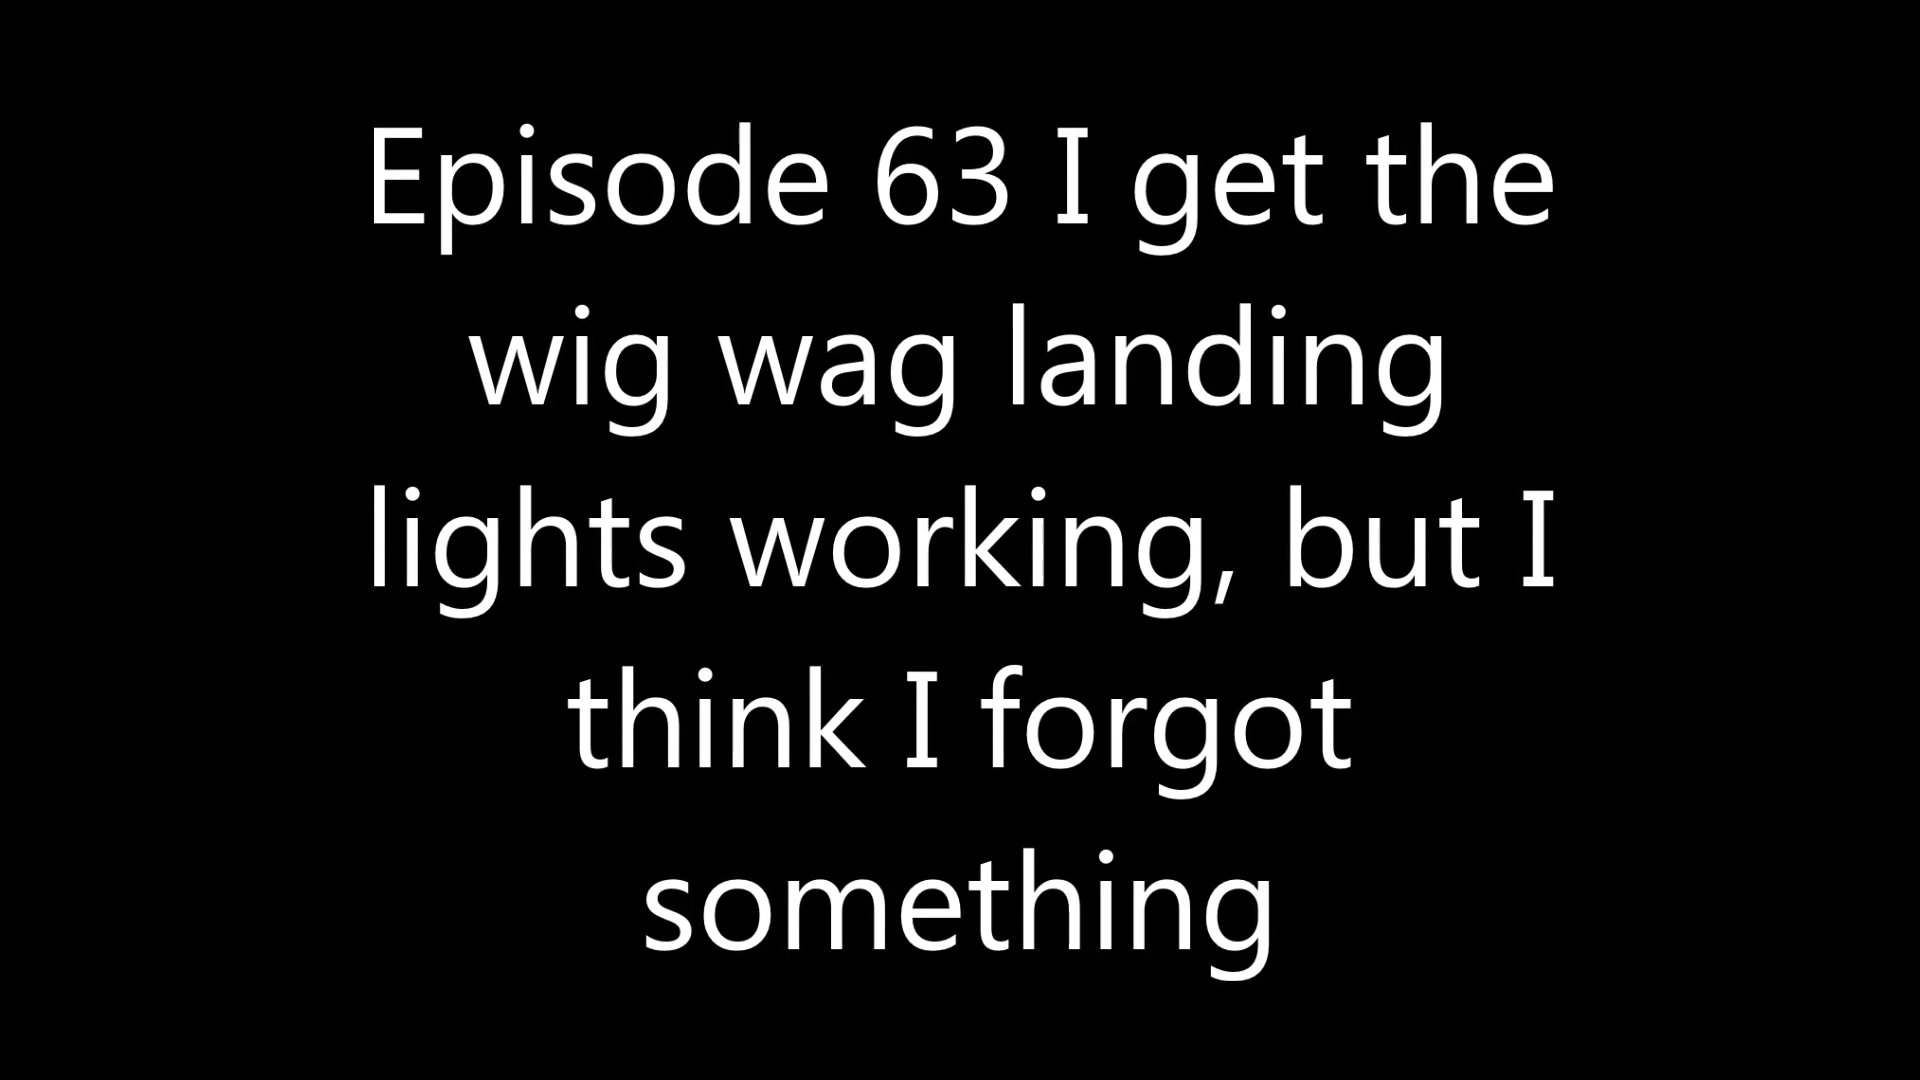 Episode 63 I get the
wig wag landing
lights working, but I
think I forgot
something